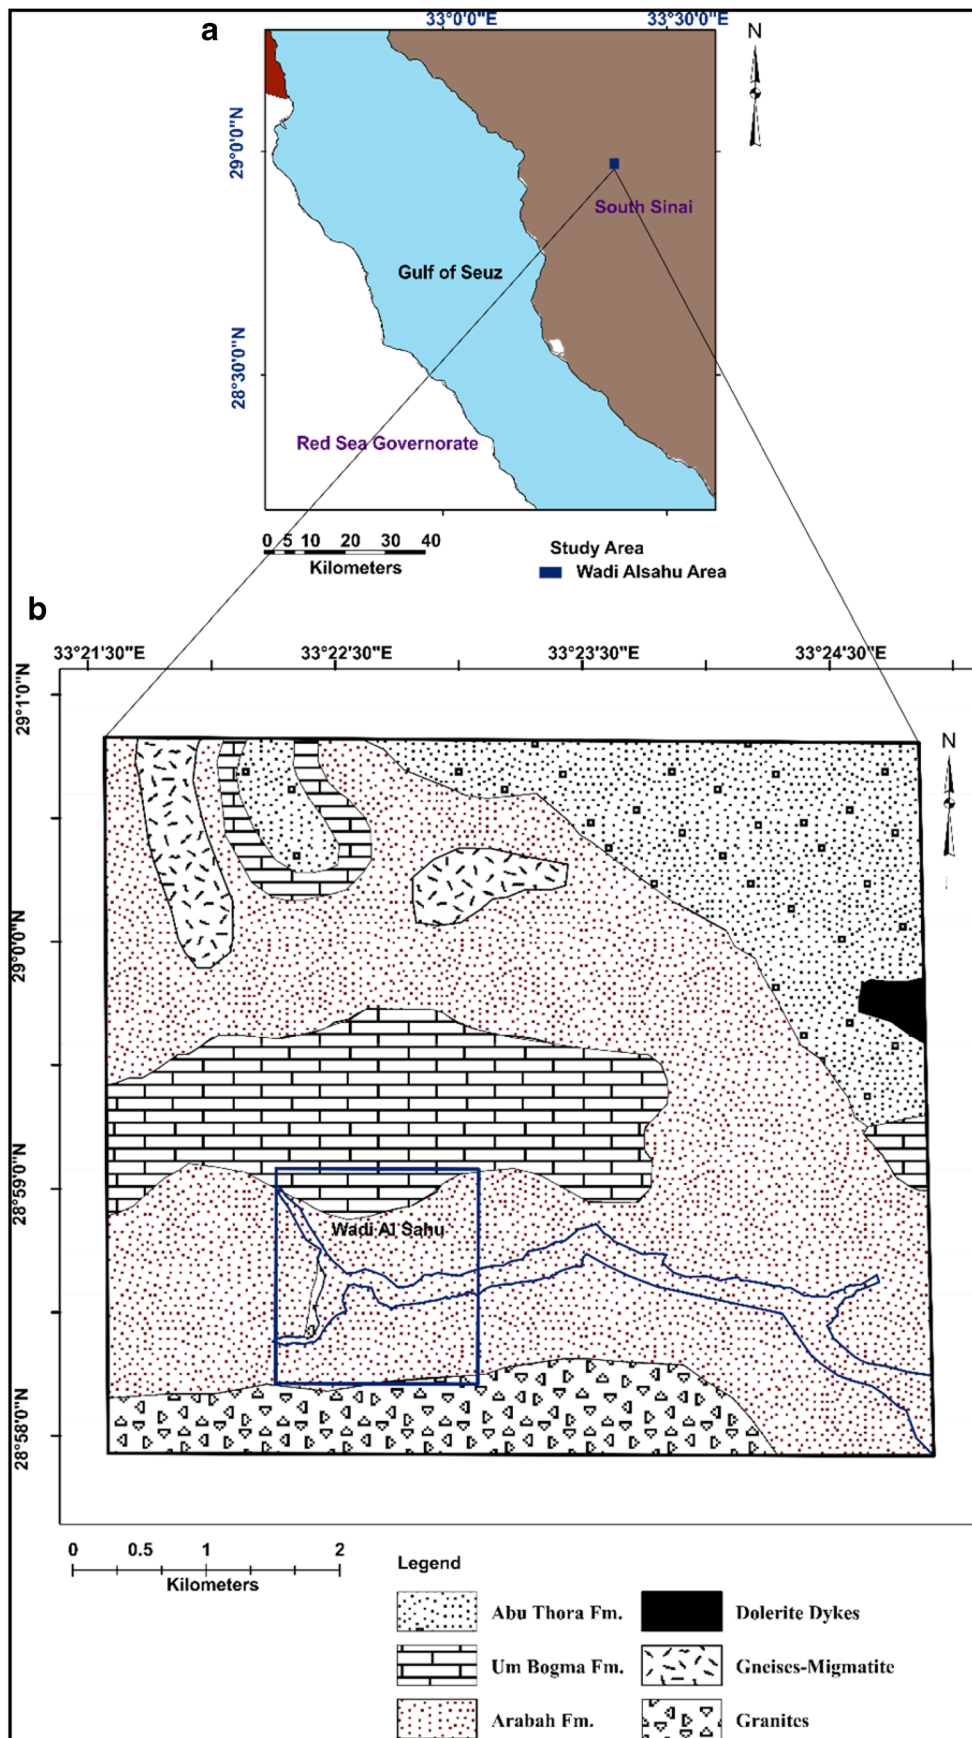 a
33°0'0"E 33°30'0"E
N
29°0'0"N
South Sinai
Gulf of Seuz
28°30'0"N
Red Sea Governorate
0 5 10 20 30 40
Kilometers
Study Area
Wadi Alsahu Area
b
33°21'30"E 33°22'30"E 33°23'30"E 33°24'30"E
29°1'0"N
N
29°0'0"N
28°59'0"N
Wadi Al Sahu
28°58'0"N
0 0.5 1 2
Kilometers
Legend
Abu Thora Fm. Dolerite Dykes
Um Bogma Fm. Gneises-Migmatite
Arabah Fm. Granites